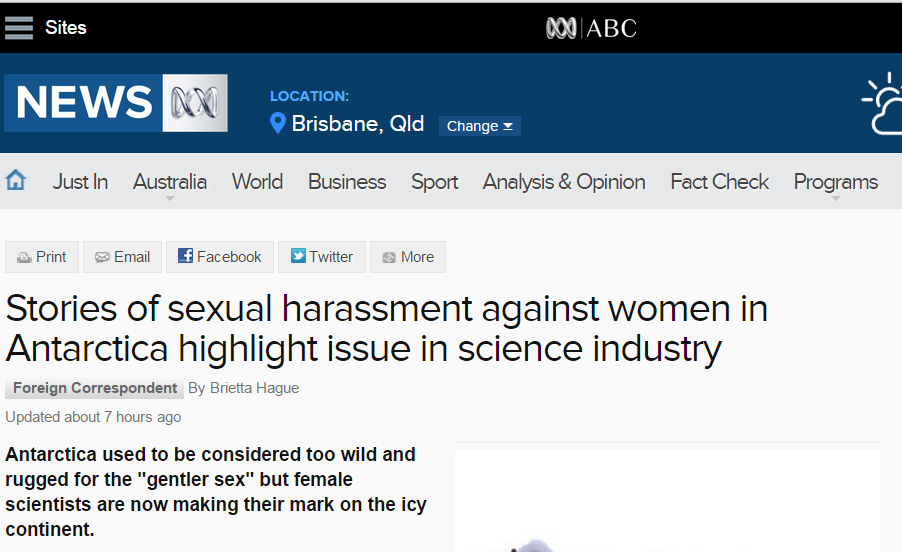 Sites
ABC
NEWS
LOCATION:
Brisbane, Qld
Change
Just In Australia World Business Sport Analysis & Opinion Fact Check Programs
Print Email Facebook Twitter More
Stories of sexual harassment against women in
Antarctica highlight issue in science industry
Foreign Correspondent By Brietta Hague
Updated about 7 hours ago
Antarctica used to be considered too wild and
rugged for the "gentler sex" but female
scientists are now making their mark on the icy
continent.